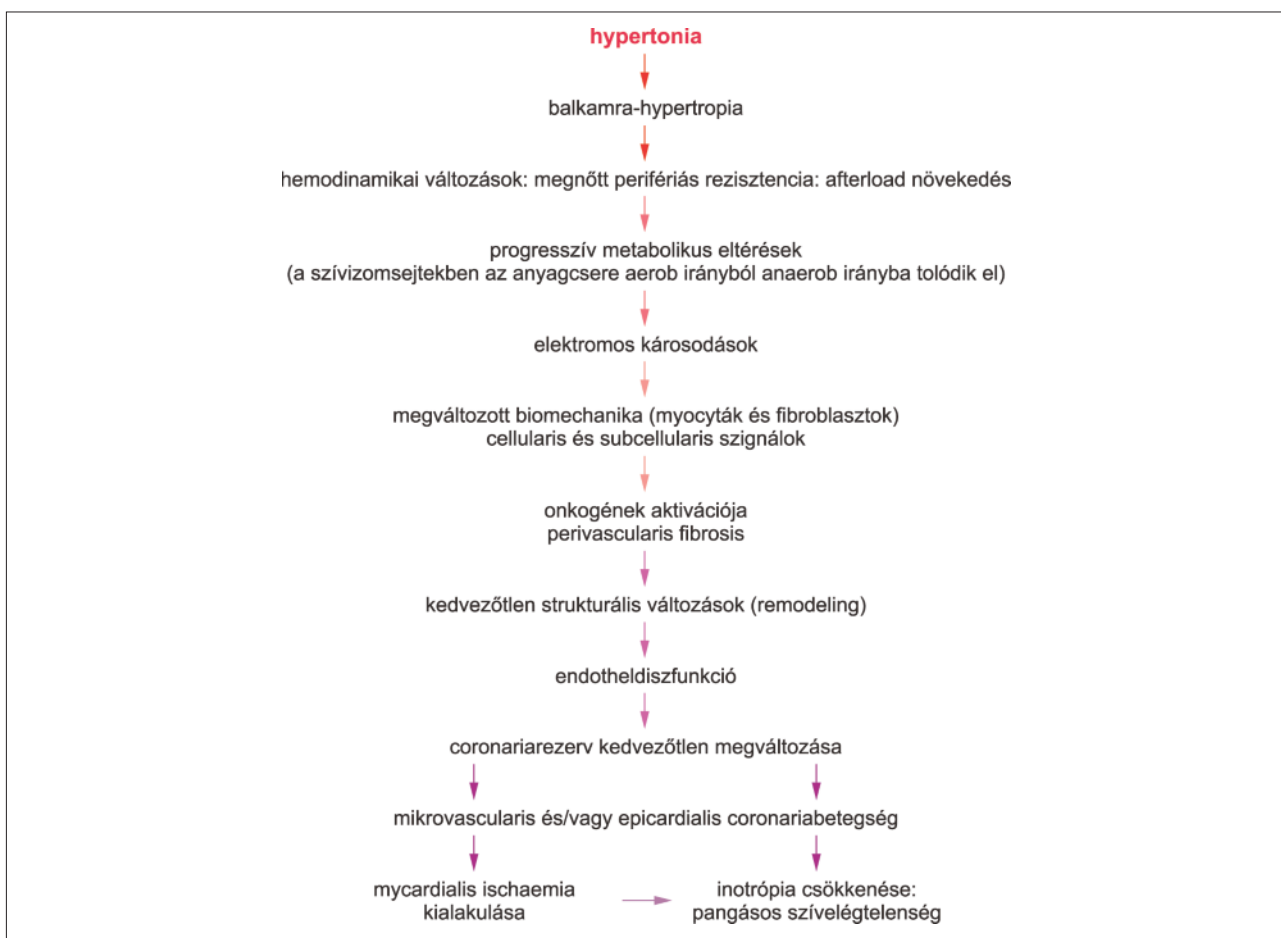 hypertonia
balkamra-hypertropia
hemodinamikai változások: megnőtt perifériás rezisztencia: afterload növekedés
progresszív metabolikus eltérések
(a szívizomsejtekben az anyagcsere aerob irányból anaerob irányba tolódik el)
elektromos károsodások
megváltozott biomechanika (myocyták és fibroblasztok)
cellularis és subcellularis szignálok
onkogének aktivációja
perivascularis fibrosis
kedvezőtlen strukturális változások (remodeling)
endotheldiszfunkció
coronariarezerv kedvezőtlen megváltozása
mikrovascularis és/vagy epicardialis coronariabetegség
mycardialis ischaemia
kialakulása
inotrópia csökkenése:
pangásos szívelégtelenség